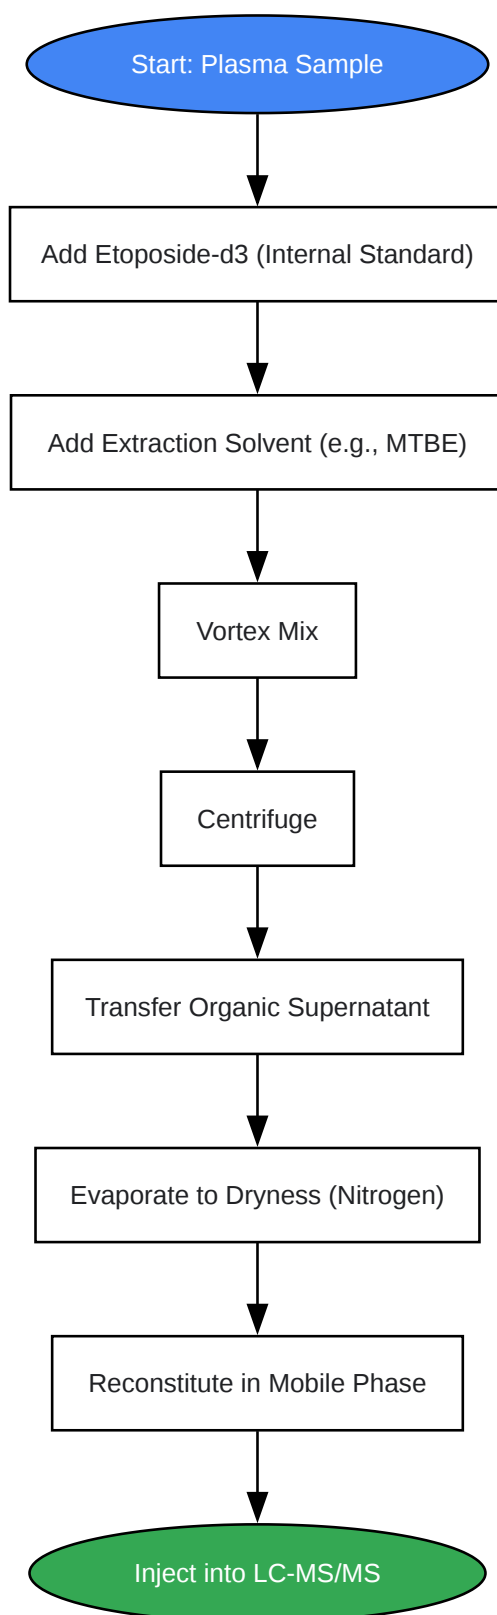 Start: Plasma Sample
Add Etoposide-d3 (Internal Standard)
Add Extraction Solvent (e.g., MTBE)
Vortex Mix
Centrifuge
Transfer Organic Supernatant
Evaporate to Dryness (Nitrogen)
Reconstitute in Mobile Phase
Inject into LC-MS/MS